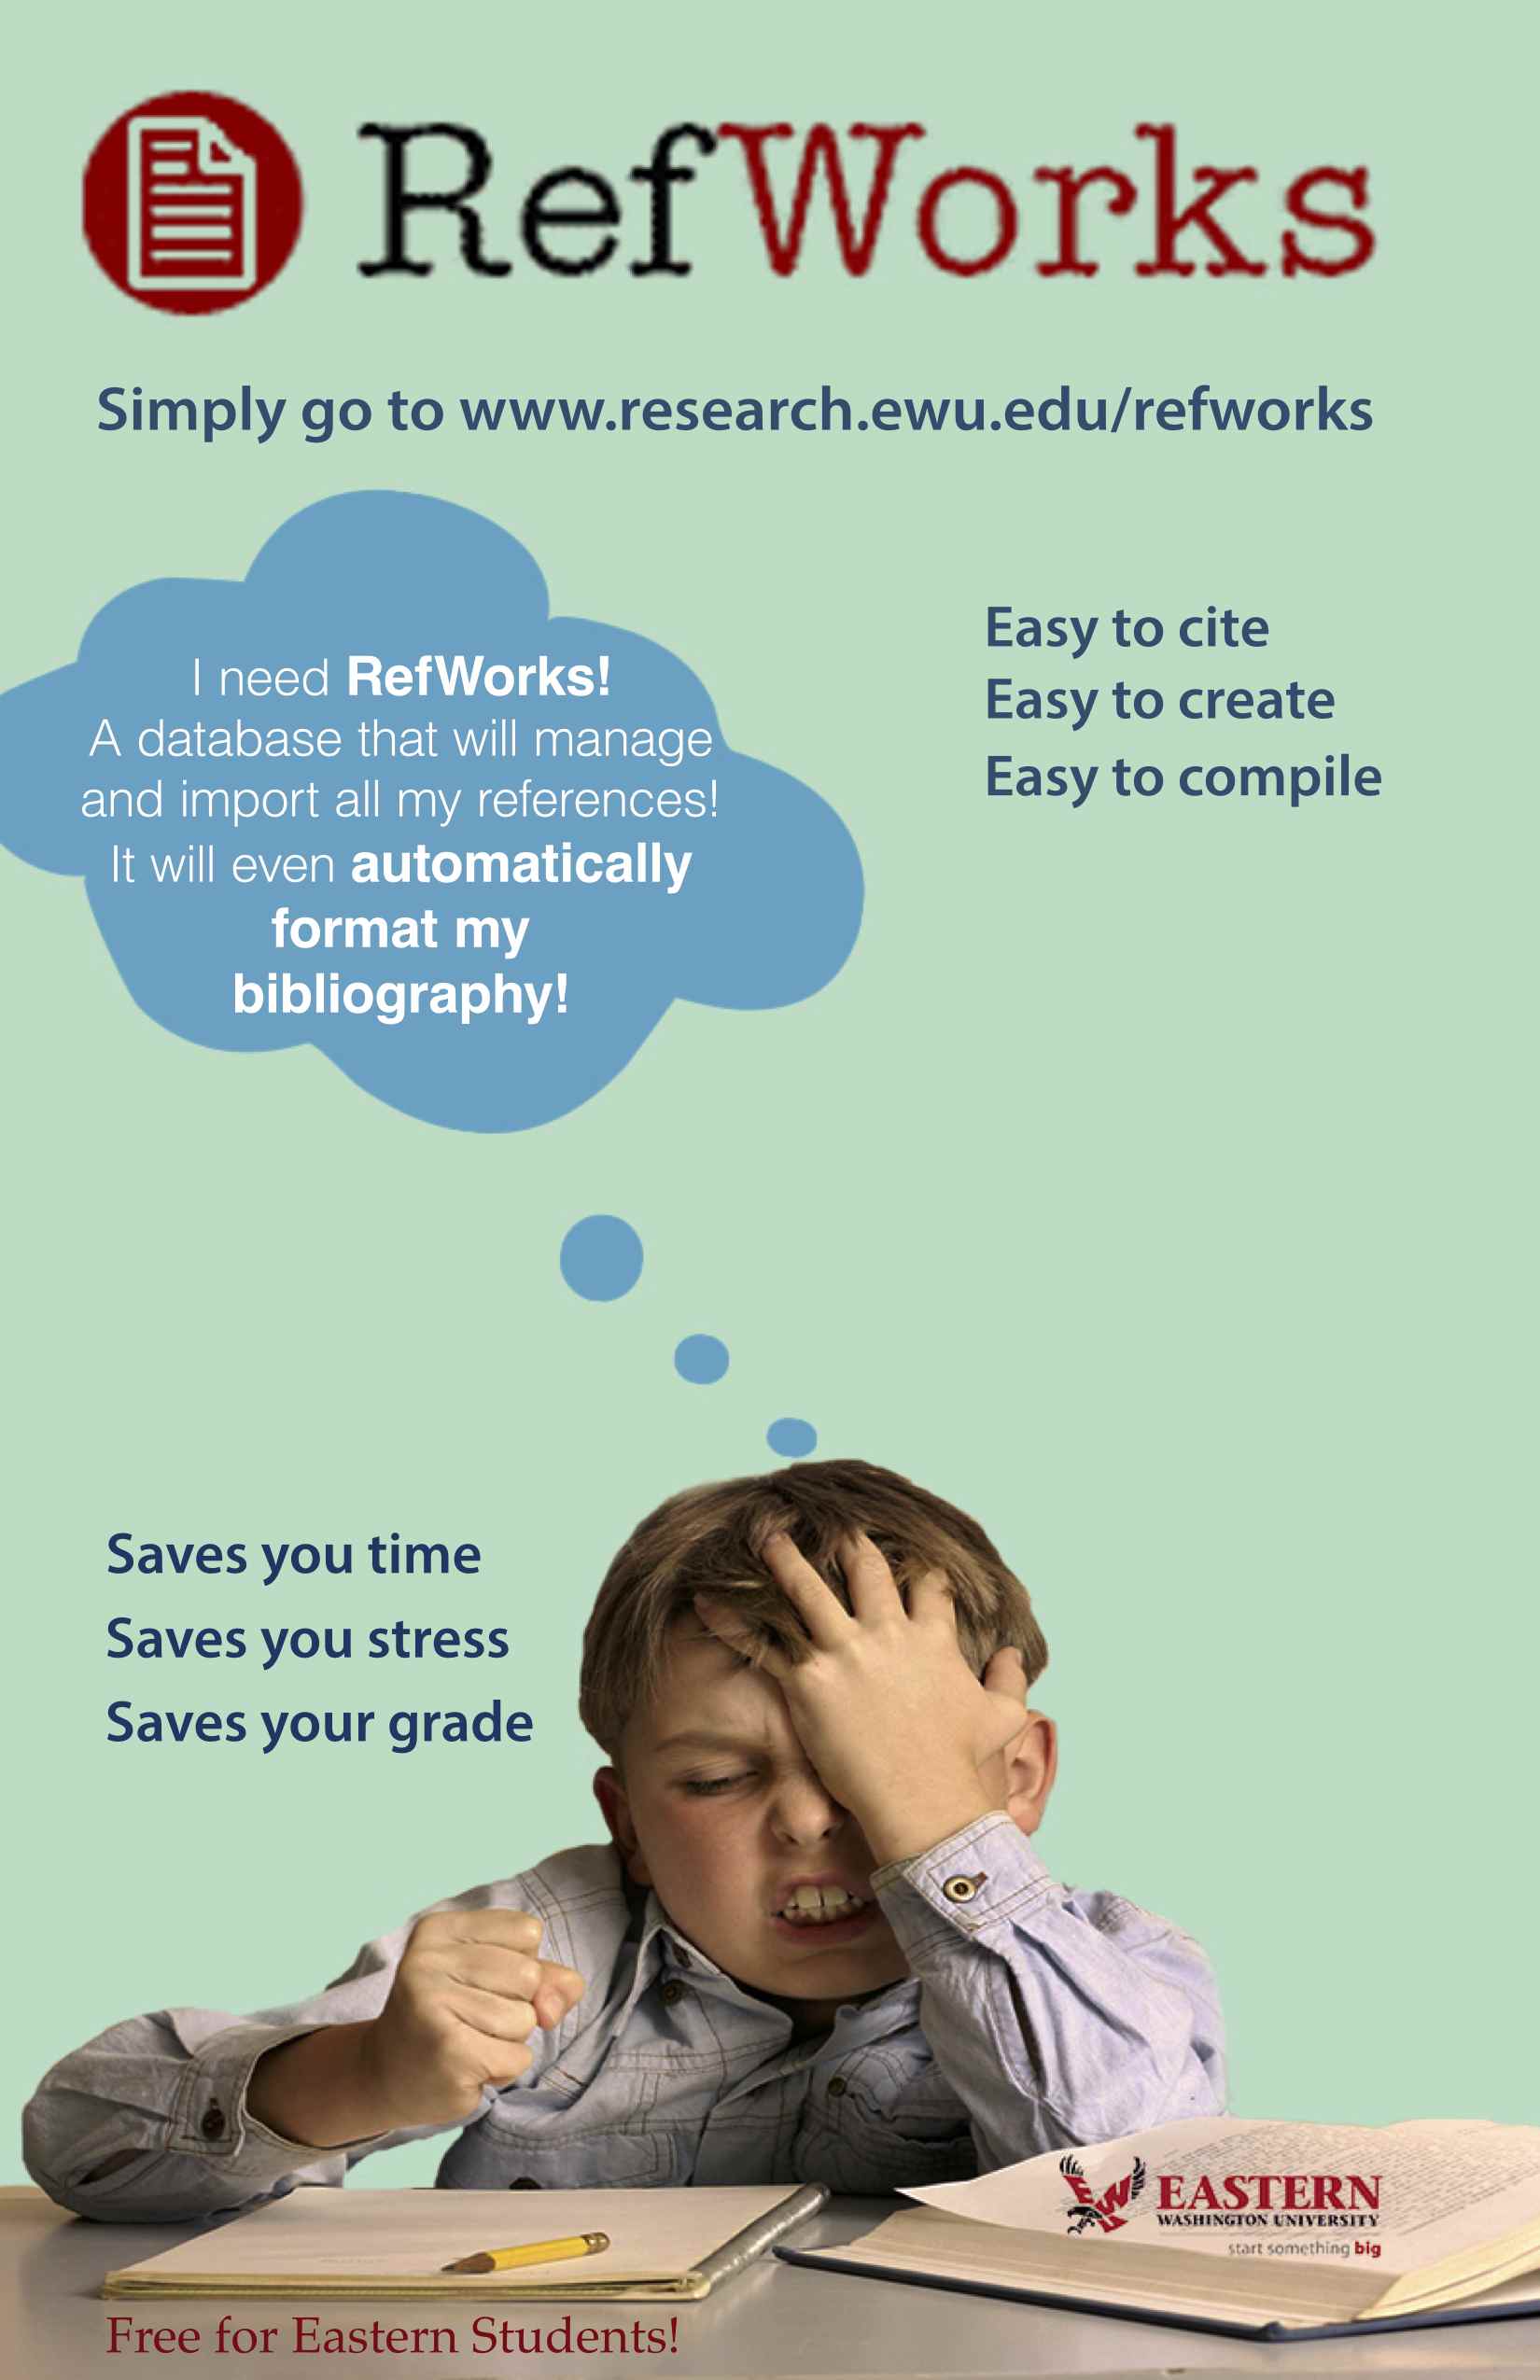 RefWorks
Simply go to www.research.ewu.edu/refworks
I need RefWorks!
A database that will manage
and import all my references!
It will even automatically
format my
bibliography!
Easy to cite
Easy to create
Easy to compile
Saves you time
Saves you stress
Saves your grade
EWU
EASTERN
WASHINGTON UNIVERSITY
start something big
Free for Eastern Students!